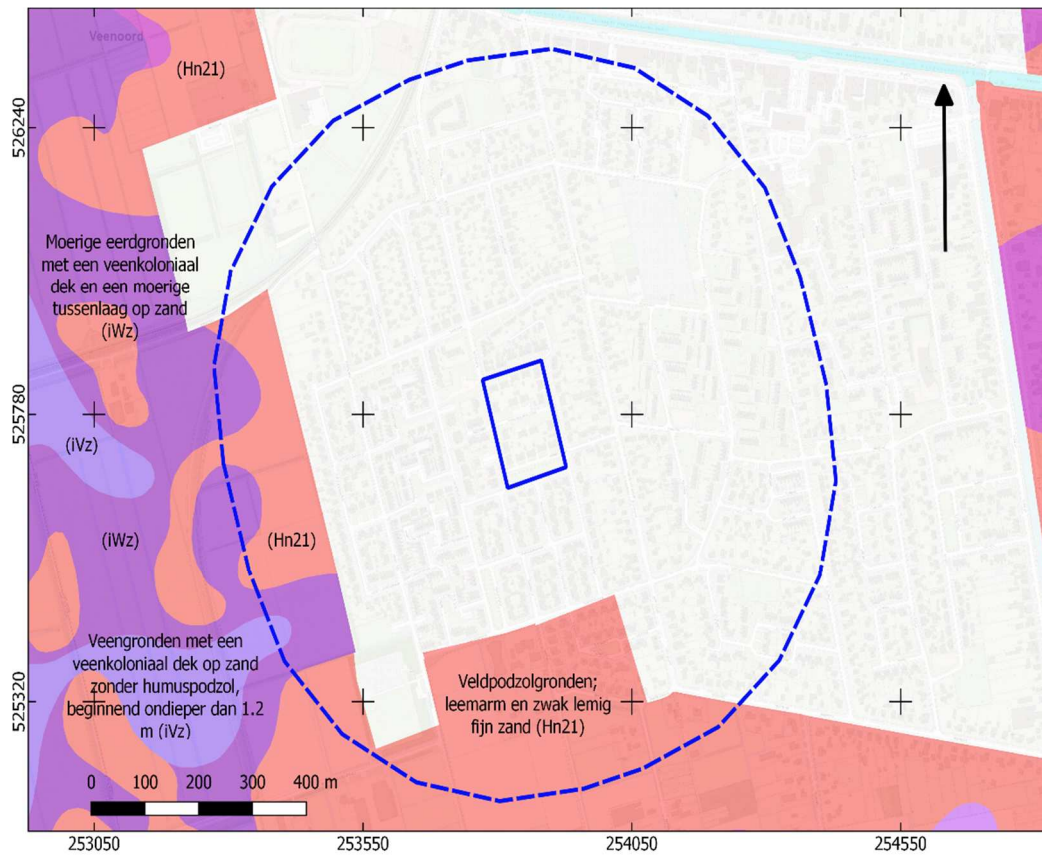 Veenoord
(Hn21)
526240
Moerige eerdgronden
met een veenkoloniaal
dek en een moerige
tussenlaag op zand
(iWz)
525780
(iVz)
(iWz)
(Hn21)
Veengronden met een
veenkoloniaal dek op zand
zonder humuspodzol,
beginnend ondieper dan 1.2
m (iVz)
Veldpodzolgronden;
leemarm en zwak lemig
fijn zand (Hn21)
525320
0 100 200 300 400 m
253050 253550 254050 254550